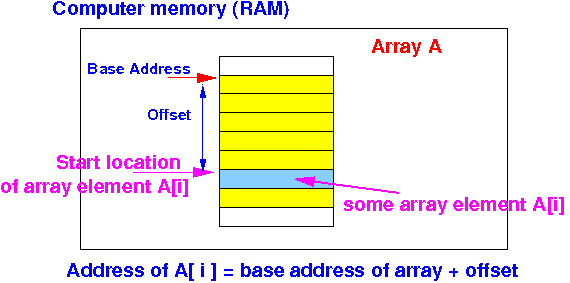 Computer memory (RAM)
Array A
Base Address
Offset
Start location
of array element A[i]
some array element A[i]
Address of A[ i ] = base address of array + offset